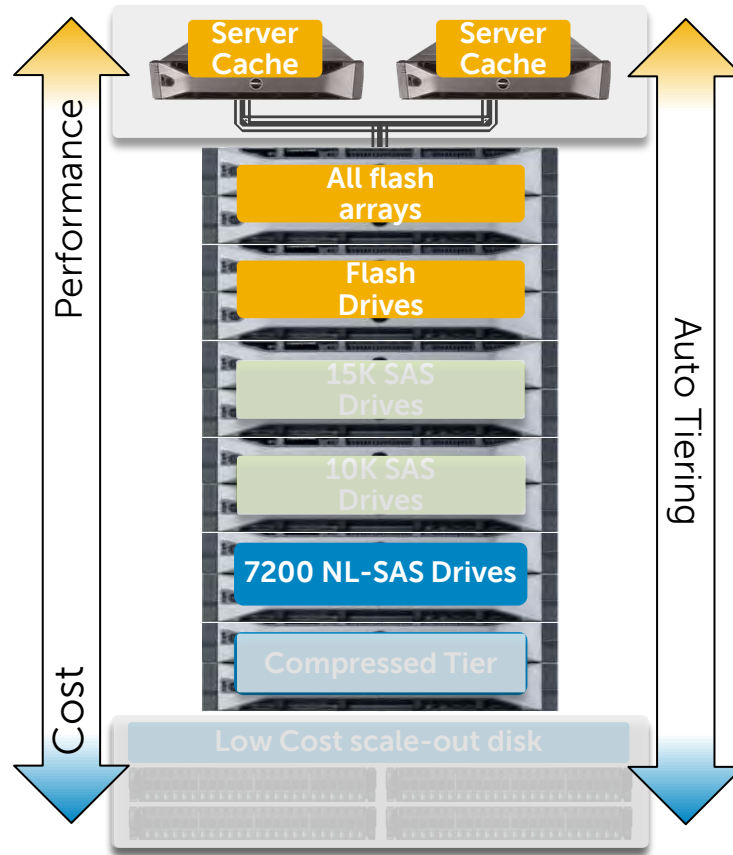 Server
Cache
Server
Cache
Performance
All flash
arrays
Flash
Drives
15K SAS
Drives
10K SAS
Drives
7200 NL-SAS Drives
Compressed Tier
Low Cost scale-out disk
Cost
Auto Tiering